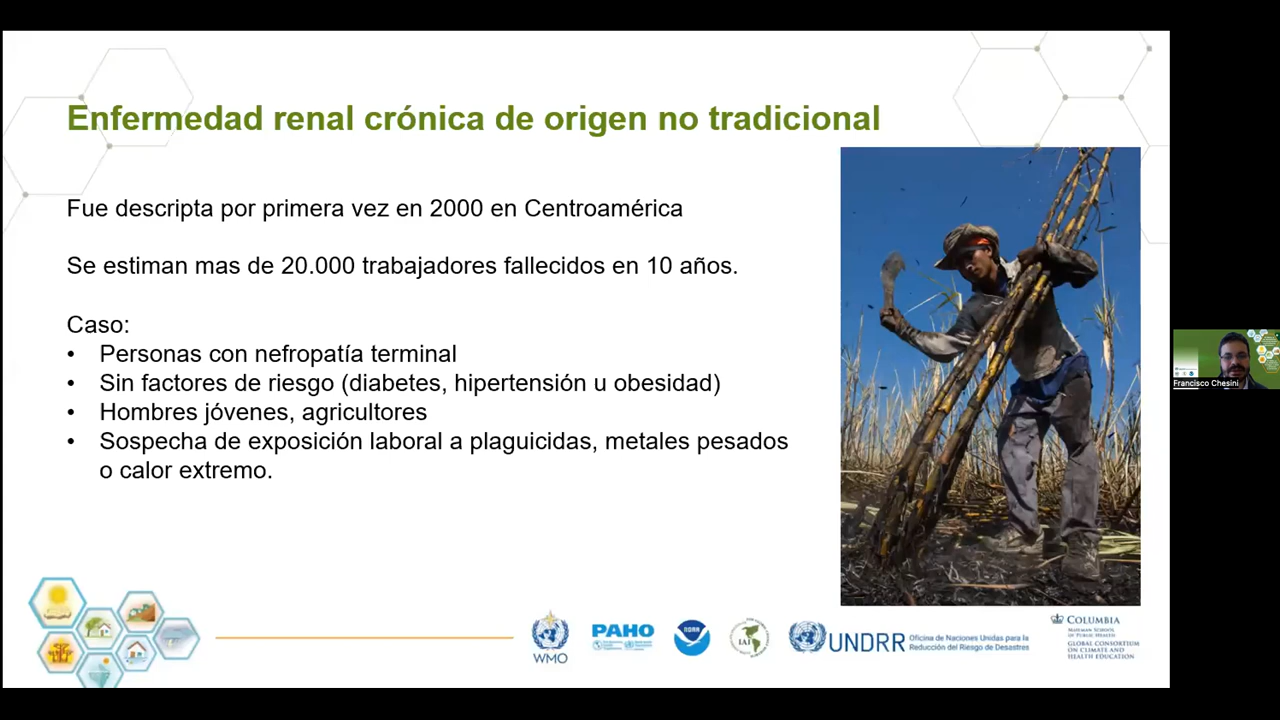 Enfermedad renal crónica de origen no tradicional
Fue descripta por primera vez en 2000 en Centroamérica
Se estiman mas de 20.000 trabajadores fallecidos en 10 años.
Caso:
• Personas con nefropatía terminal
• Sin factores de riesgo (diabetes, hipertensión u obesidad)
• Hombres jóvenes, agricultores
• Sospecha de exposición laboral a plaguicidas, metales pesados
o calor extremo.
Francisco Chesini
WMO
PAHO
NOAA
IAI
UNDRR
Oficina de Naciones Unidas para la
Reducción del Riesgo de Desastres
COLUMBIA
MAILMAN SCHOOL
OF PUBLIC HEALTH
GLOBAL CONSORTIUM
ON CLIMATE AND
HEALTH EDUCATION